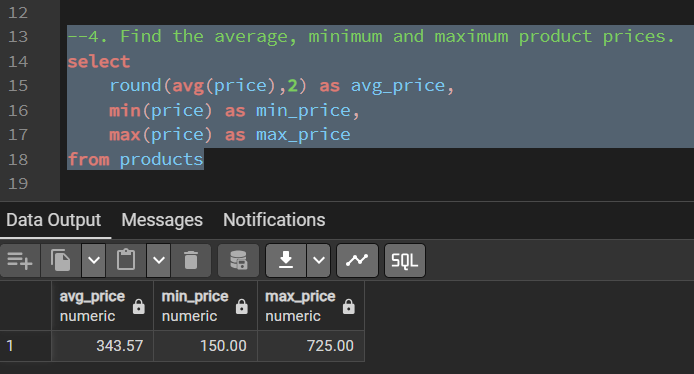 12
13 --4. Find the average, minimum and maximum product prices.
14 select
15 round(avg(price),2) as avg_price,
16 min(price) as min_price,
17 max(price) as max_price
18 from products
19
Data Output Messages Notifications
SQL
avg_price min_price max_price
numeric numeric numeric
1 343.57 150.00 725.00